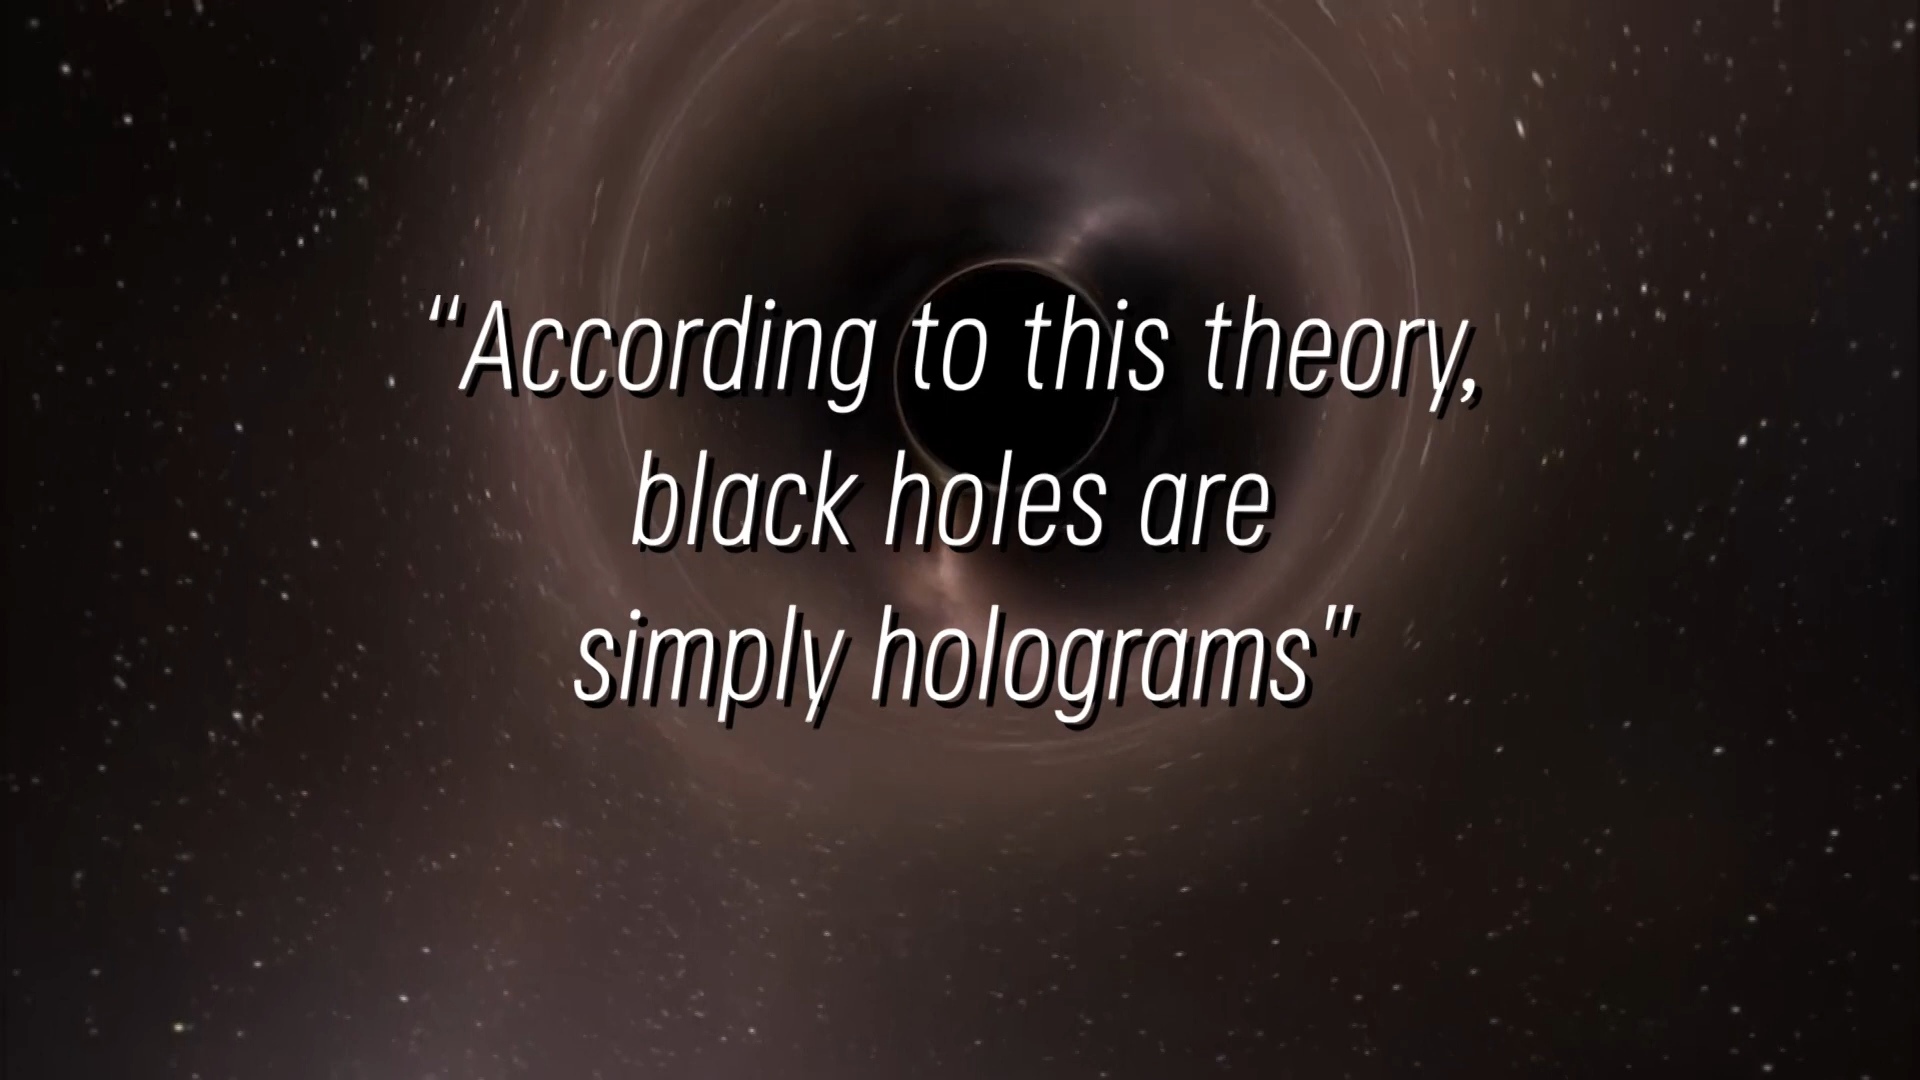 “According to this theory,
black holes are
simply holograms”